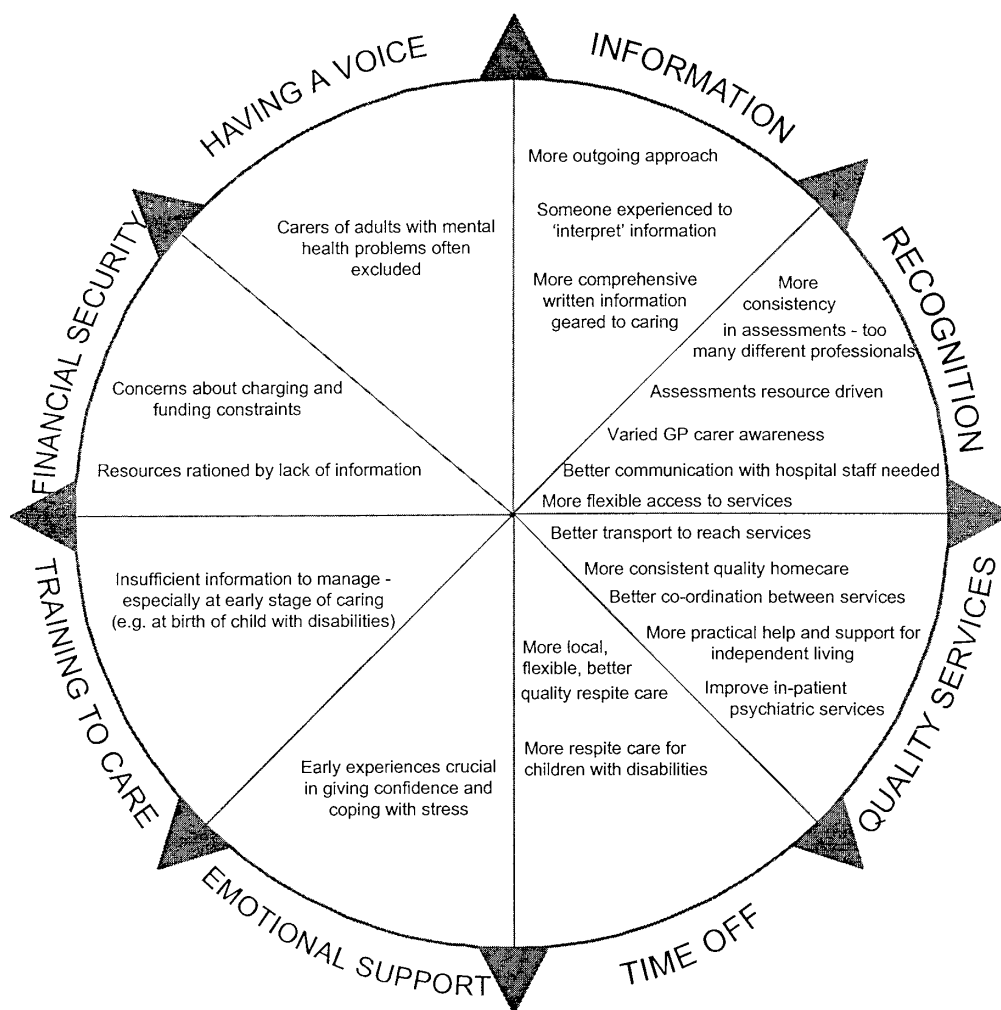 HAVING A VOICE
INFORMATION
RECOGNITION
QUALITY SERVICES
TIME OFF
EMOTIONAL SUPPORT
TRAINING TO CARE
FINANCIAL SECURITY
More outgoing approach
Someone experienced to
'interpret' information
More comprehensive
written information
geared to caring
More
consistency
in assessments - too
many different professionals
Assessments resource driven
Varied GP carer awareness
Better communication with hospital staff needed
More flexible access to services
Better transport to reach services
More consistent quality homecare
Better co-ordination between services
More practical help and support for
independent living
Improve in-patient
psychiatric services
More local,
flexible, better
quality respite care
More respite care for
children with disabilities
Early experiences crucial
in giving confidence and
coping with stress
Insufficient information to manage -
especially at early stage of caring
(e.g. at birth of child with disabilities)
Concerns about charging and
funding constraints
Resources rationed by lack of information
Carers of adults with mental
health problems often
excluded